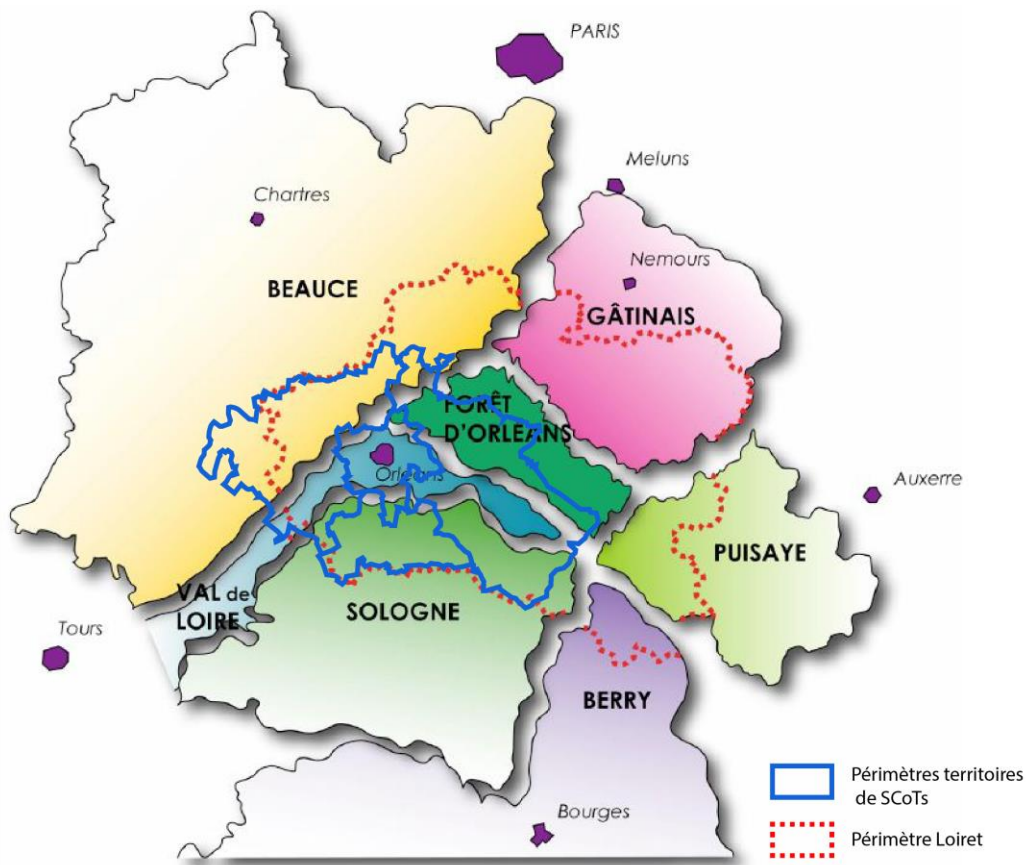 PARIS
Meluns
Chartres
Nemours
BEAUCE
GÂTINAIS
FORÊT
D'ORLEANS
Orléans
Auxerre
PUISAYE
VAL de
LOIRE
SOLOGNE
Tours
BERRY
Bourges
Périmètres territoires
de SCoTs
Périmètre Loiret